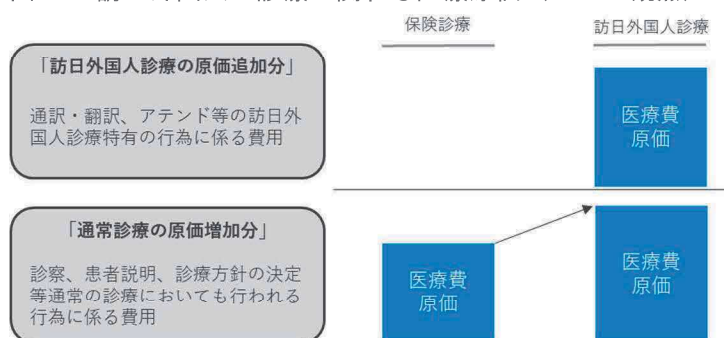 保険診療
訪日外国人診療
「訪日外国人診療の原価追加分」
通訳・翻訳、アテンド等の訪日外
国人診療特有の行為に係る費用
医療費
原価
「通常診療の原価増加分」
診察、患者説明、診療方針の決定
等通常の診療においても行われる
行為に係る費用
医療費
原価
医療費
原価